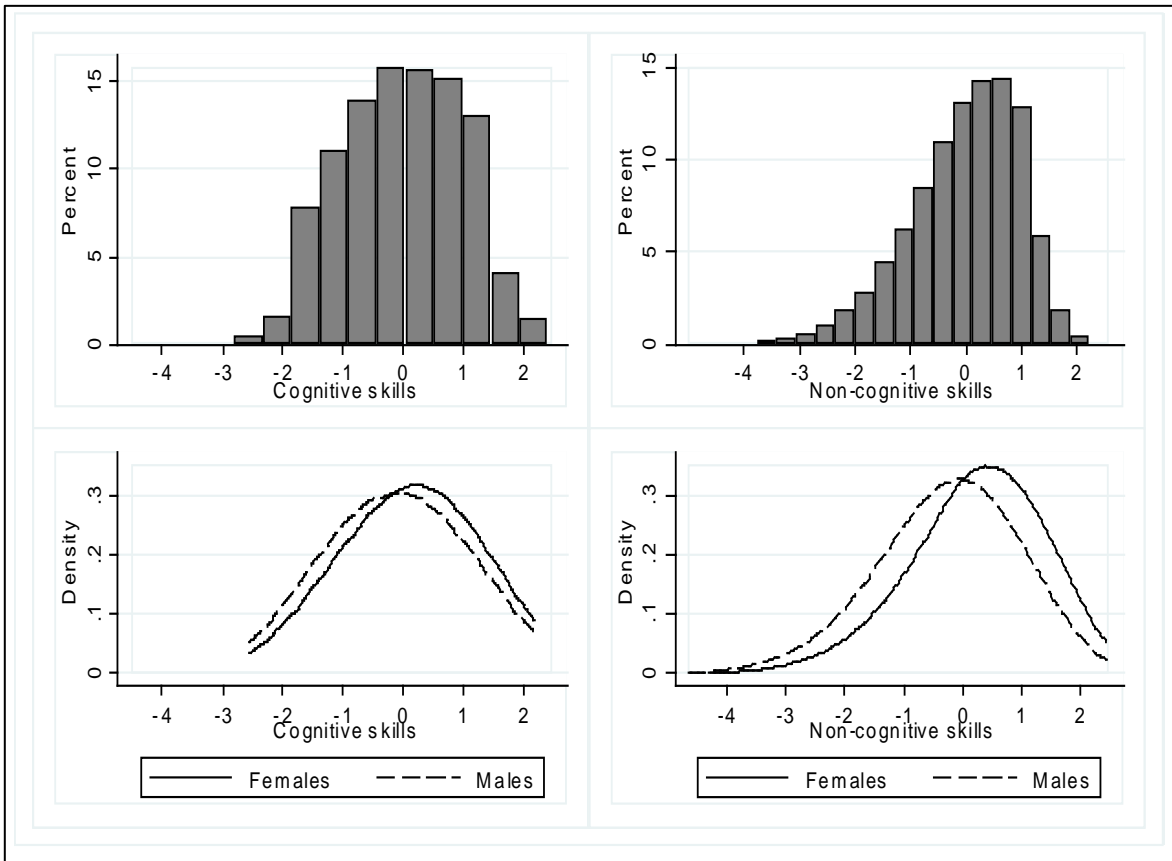 Percent
15
10
5
0
-4 -3 -2 -1 0 1 2
Cognitive skills
Percent
15
10
5
0
-4 -3 -2 -1 0 1 2
Non-cognitive skills
Density
.3
.2
.1
0
-4 -3 -2 -1 0 1 2
Cognitive skills
Females Males
Density
.3
.2
.1
0
-4 -3 -2 -1 0 1 2
Non-cognitive skills
Females Males